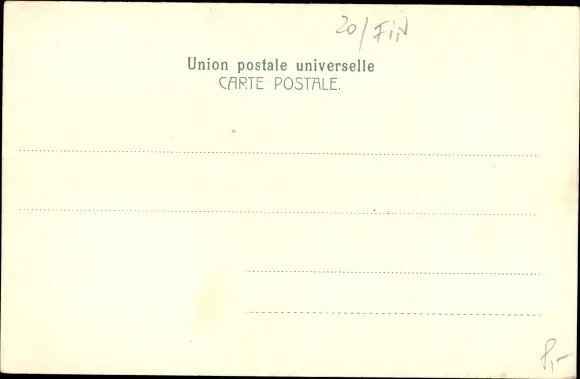 20/FIN
Union postale universelle
CARTE POSTALE.